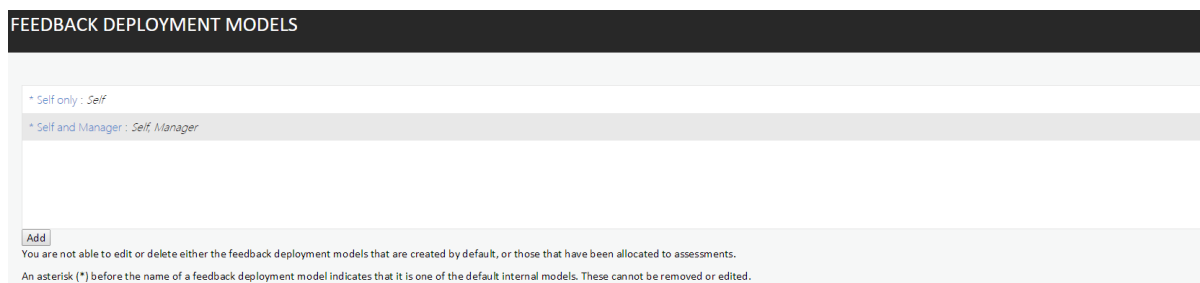 FEEDBACK DEPLOYMENT MODELS
* Self only : Self
* Self and Manager : Self, Manager
Add
You are not able to edit or delete either the feedback deployment models that are created by default, or those that have been allocated to assessments.
An asterisk (*) before the name of a feedback deployment model indicates that it is one of the default internal models. These cannot be removed or edited.